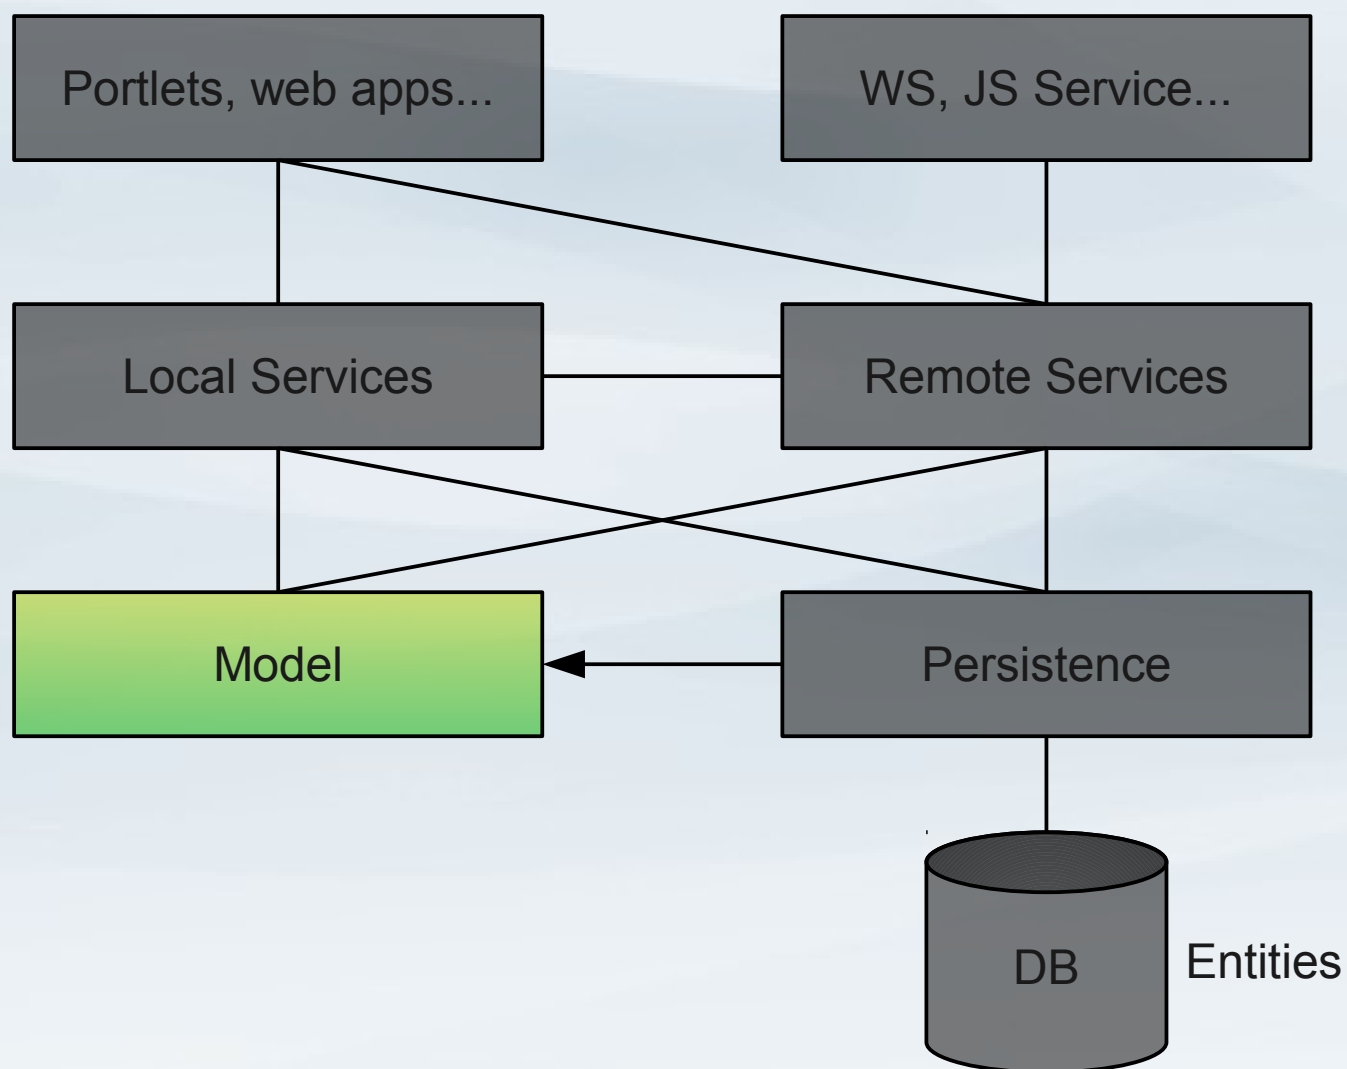 Portlets, web apps...
WS, JS Service...
Local Services
Remote Services
Model
Persistence
DB
Entities